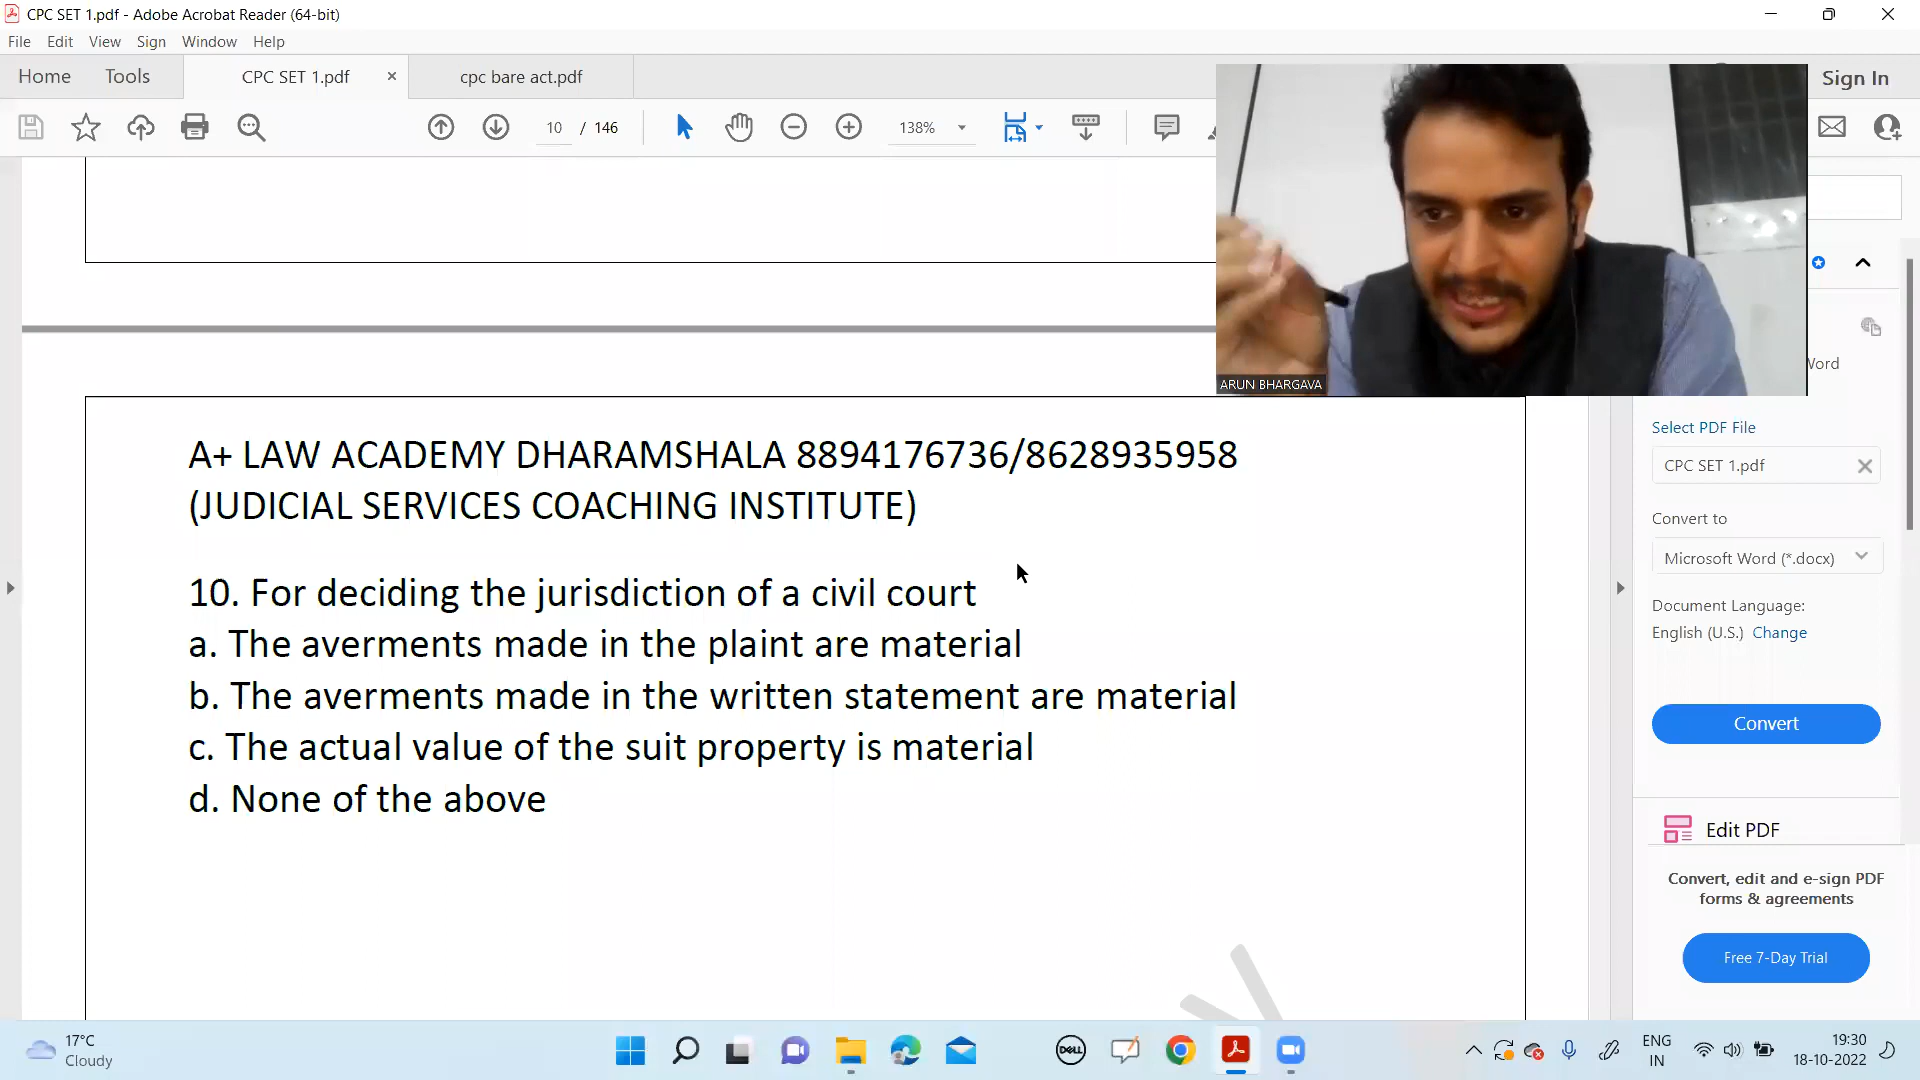 CPC SET 1.pdf - Adobe Acrobat Reader (64-bit)
File Edit View Sign Window Help
Home Tools CPC SET 1.pdf × cpc bare act.pdf Sign In
10 / 146 138%
ARUN BHARGAVA
Word
A+ LAW ACADEMY DHARAMSHALA 8894176736/8628935958
(JUDICIAL SERVICES COACHING INSTITUTE)
10. For deciding the jurisdiction of a civil court
a. The averments made in the plaint are material
b. The averments made in the written statement are material
c. The actual value of the suit property is material
d. None of the above
Select PDF File
CPC SET 1.pdf
Convert to
Microsoft Word (*.docx)
Document Language:
English (U.S.) Change
Convert
Edit PDF
Convert, edit and e-sign PDF
forms & agreements
Free 7-Day Trial
17°C
Cloudy
DELL
ENG
IN
19:30
18-10-2022